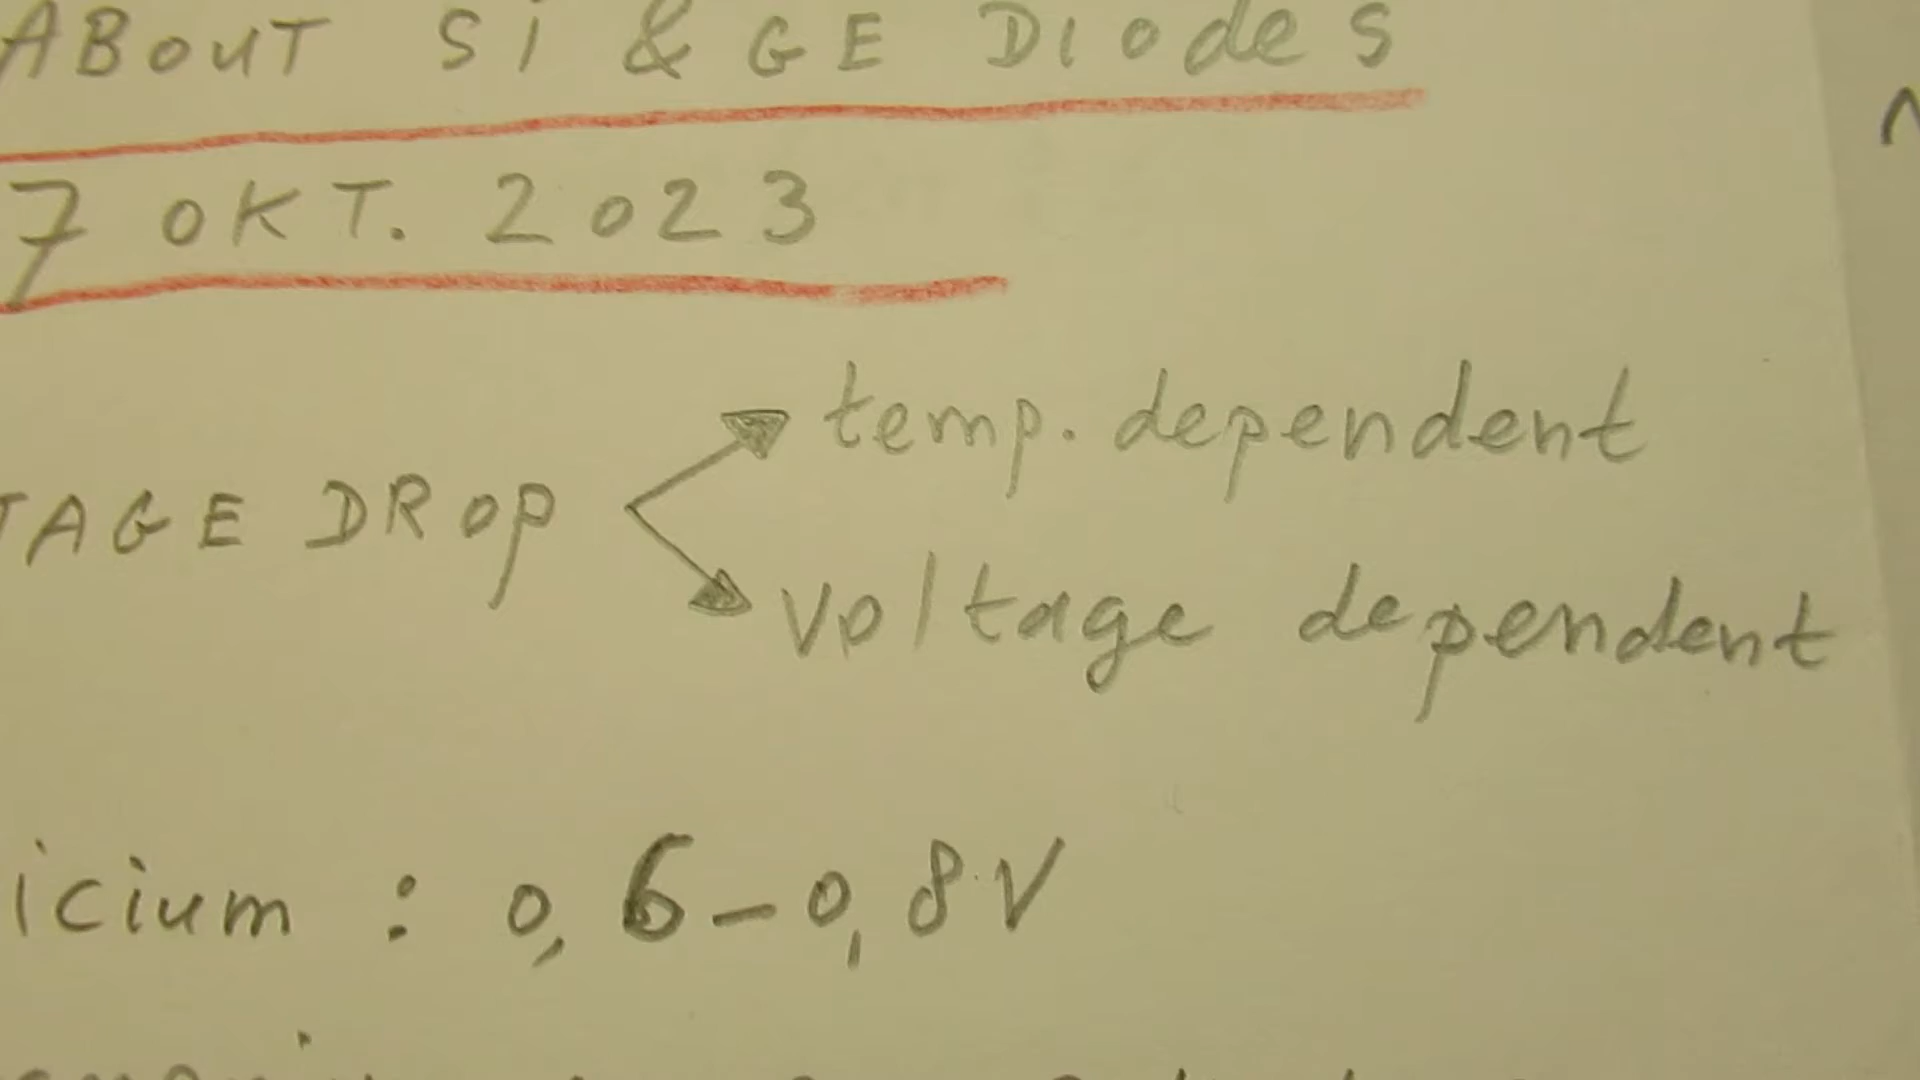 ABOUT Si & GE DIodes
7 OKT. 2023
temp. dependent
TAGE DROP
voltage dependent
icium : 0,6-0,8V